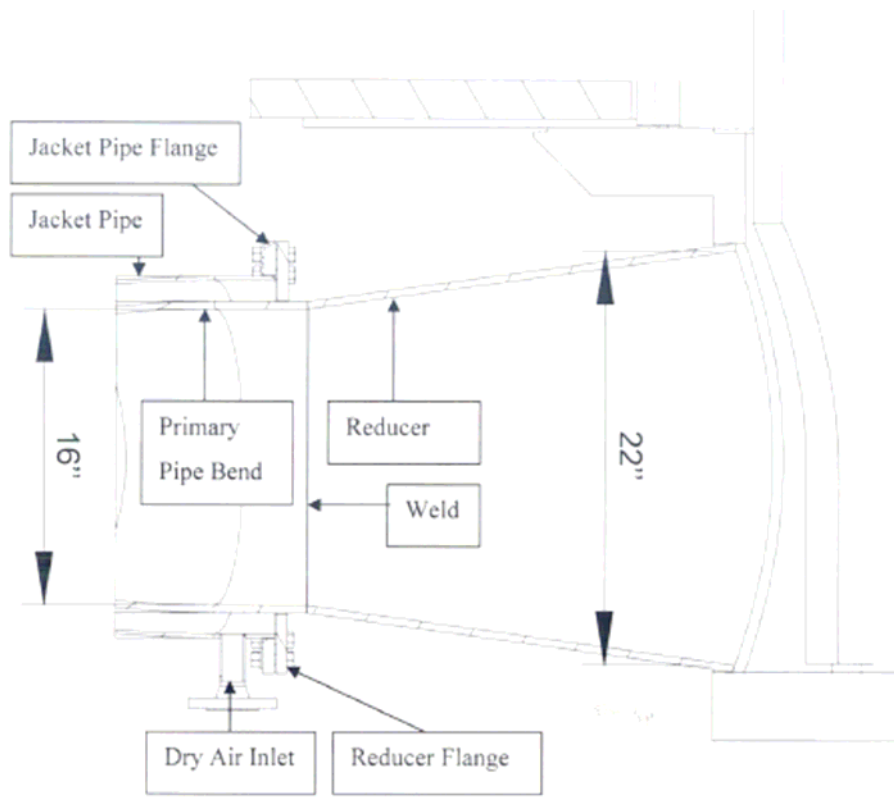 Jacket Pipe Flange
Jacket Pipe
Primary
Pipe Bend
Reducer
Weld
16”
22”
Dry Air Inlet
Reducer Flange